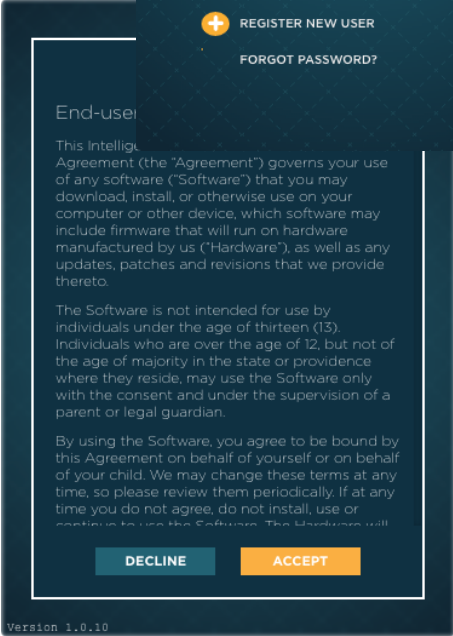 REGISTER NEW USER
FORGOT PASSWORD?
End-user
This Intellige
Agreement (the “Agreement”) governs your use
of any software (“Software”) that you may
download, install, or otherwise use on your
computer or other device, which software may
include firmware that will run on hardware
manufactured by us (“Hardware”), as well as any
updates, patches and revisions that we provide
thereto.
The Software is not intended for use by
individuals under the age of thirteen (13).
Individuals who are over the age of 12, but not of
the age of majority in the state or providence
where they reside, may use the Software only
with the consent and under the supervision of a
parent or legal guardian.
By using the Software, you agree to be bound by
this Agreement on behalf of yourself or on behalf
of your child. We may change these terms at any
time, so please review them periodically. If at any
time you do not agree, do not install, use or
continue to use the Software. The Hardware will
DECLINE
ACCEPT
Version 1.0.10